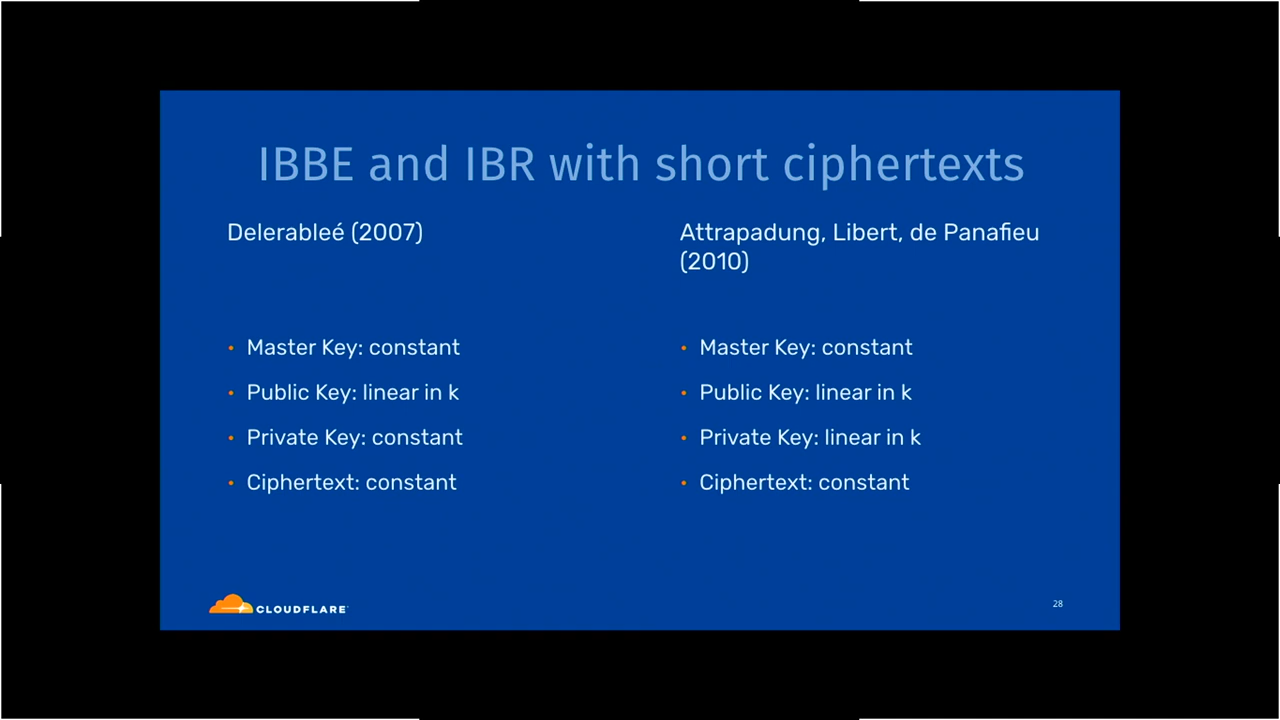 IBBE and IBR with short ciphertexts
Delerableé (2007)
• Master Key: constant
• Public Key: linear in k
• Private Key: constant
• Ciphertext: constant
Attrapadung, Libert, de Panafieu
(2010)
• Master Key: constant
• Public Key: linear in k
• Private Key: linear in k
• Ciphertext: constant
CLOUDFLARE
28